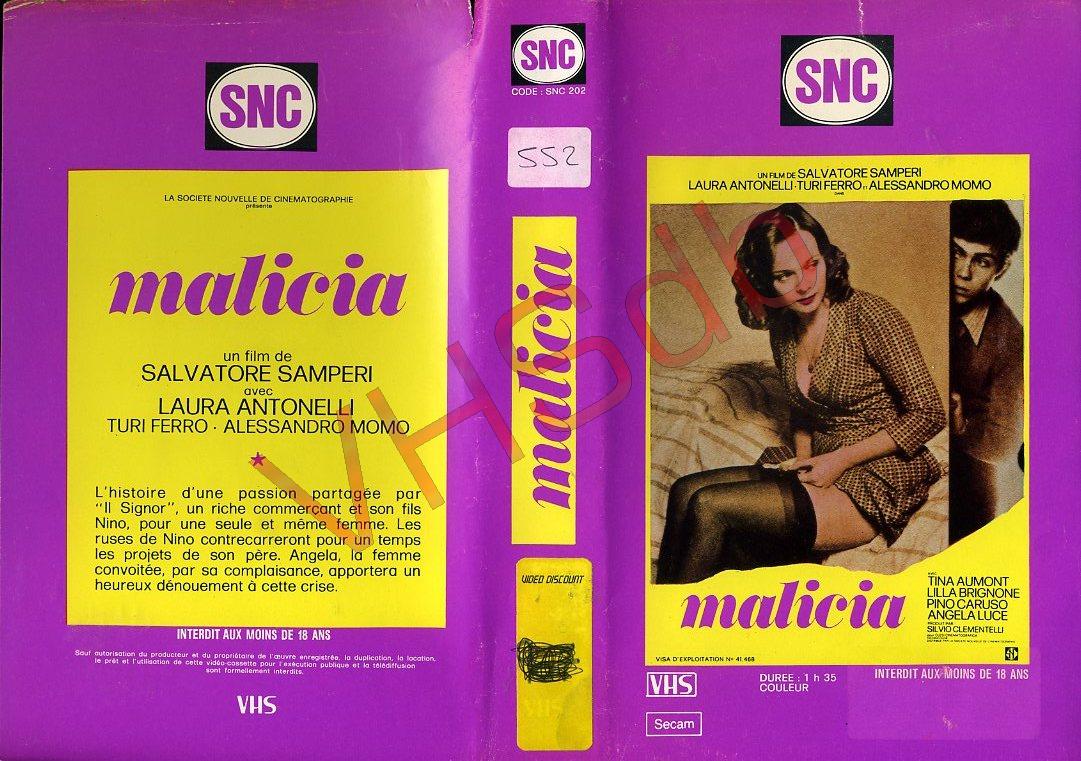 SNC
LA SOCIETE NOUVELLE DE CINEMATOGRAPHIE
présente
malicia
un film de
SALVATORE SAMPERI
avec
LAURA ANTONELLI
TURI FERRO · ALESSANDRO MOMO
L'histoire d'une passion partagée par
"Il Signor", un riche commerçant et son fils
Nino, pour une seule et même femme. Les
ruses de Nino contrecarreront pour un temps
les projets de son père. Angela, la femme
convoitée, par sa complaisance, apportera un
heureux dénouement à cette crise.
INTERDIT AUX MOINS DE 18 ANS
Sauf autorisation du producteur et du propriétaire de l'œuvre enregistrée, la duplication, la location,
le prêt et l'utilisation de cette vidéo-cassette pour l'exécution publique et la télédiffusion
sont formellement interdits.
VHS
SNC
CODE : SNC 202
552
malicia
VIDEO DISCOUNT
VHS
SNC
UN FILM DE SALVATORE SAMPERI
LAURA ANTONELLI · TURI FERRO ET ALESSANDRO MOMO
DANS
malicia
AVEC
TINA AUMONT
LILLA BRIGNONE
PINO CARUSO
ANGELA LUCE
PRODUIT PAR
SILVIO CLEMENTELLI
VISA D'EXPLOITATION N° 41.468
VHS
DUREE : 1 h 35
COULEUR
INTERDIT AUX MOINS DE 18 ANS
Secam
VHSdb